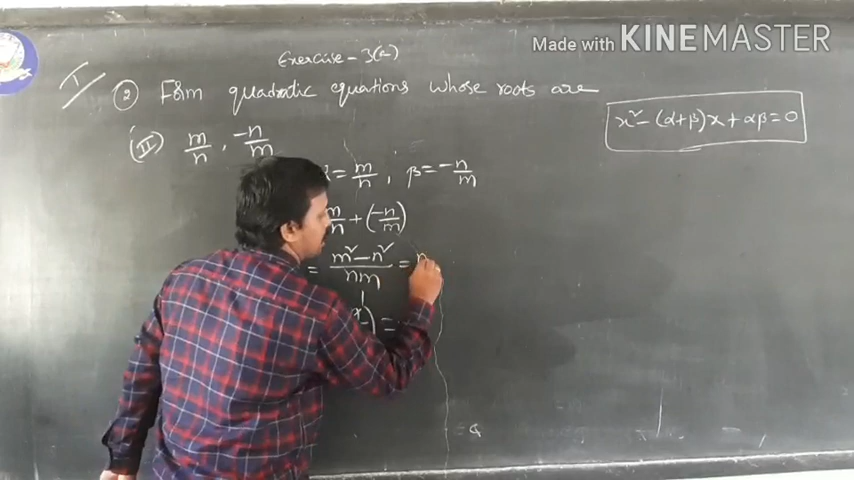 Made with KINEMASTER
Exercise - 3(a)
I/ ② Form quadratic equations whose roots are
x² - (α+β)x + αβ = 0
(ii) m/n, -n/m
= m/n, β = -n/m
m/n + (-n/m)
= m² - n² / nm =
) =
= a